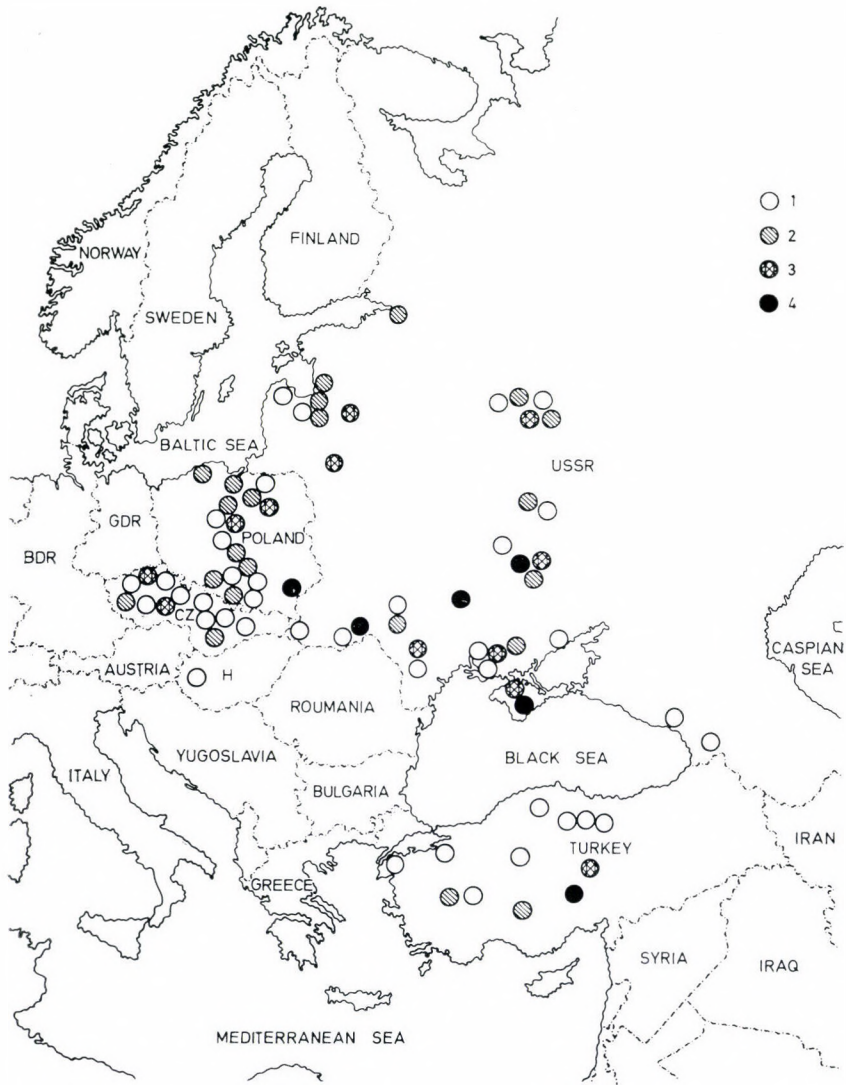 1
2
3
4
NORWAY
FINLAND
SWEDEN
BALTIC SEA
USSR
GDR
POLAND
BDR
CZ
CASPIAN
SEA
AUSTRIA
H
ROUMANIA
YUGOSLAVIA
BLACK SEA
ITALY
BULGARIA
IRAN
TURKEY
GREECE
SYRIA
IRAQ
MEDITERRANEAN SEA